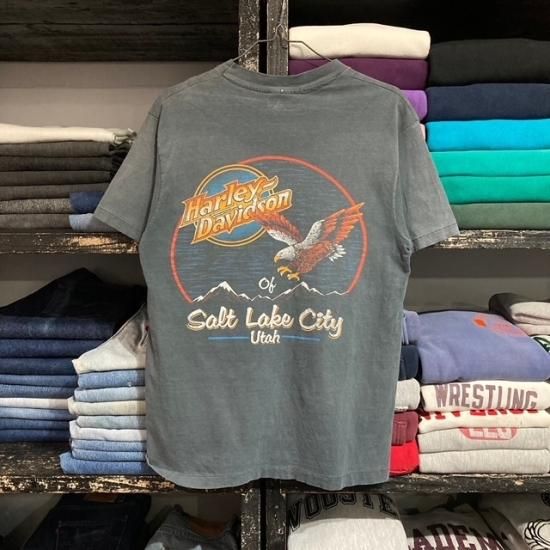 Harley-
Davidson
Of
Salt Lake City
Utah
WRESTLING